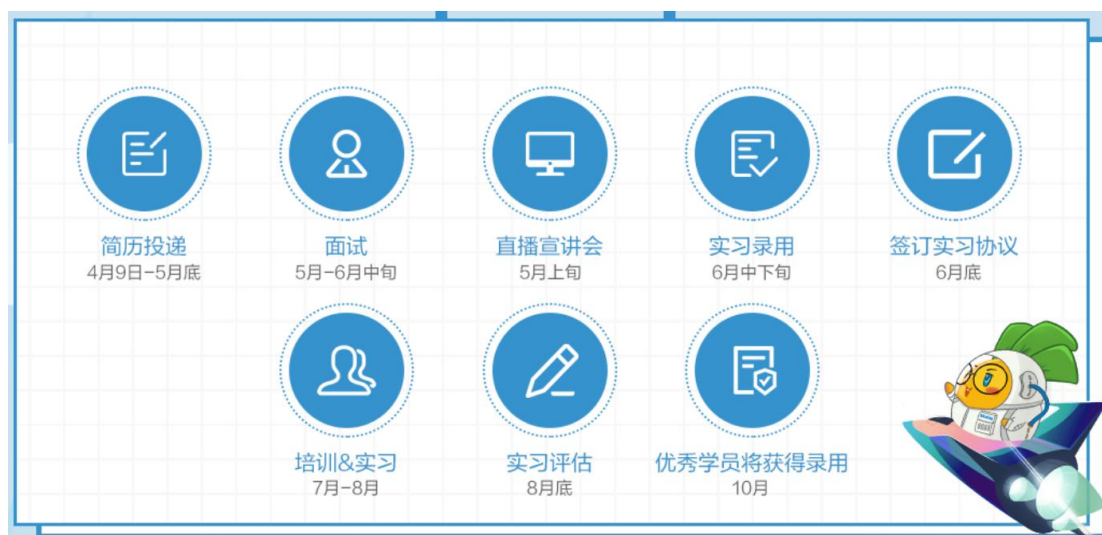 简历投递
4月9日-5月底
面试
5月-6月中旬
直播宣讲会
5月上旬
实习录用
6月中下旬
签订实习协议
6月底
培训&实习
7月-8月
实习评估
8月底
优秀学员将获得录用
10月